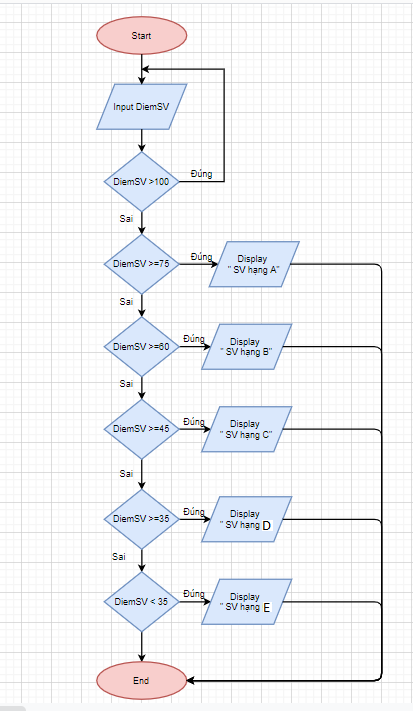 Start
Input DiemSV
DiemSV >100
Đúng
Sai
DiemSV >=75
Đúng
Display
" SV hạng A"
Sai
DiemSV >=60
Đúng
Display
" SV hạng B"
Sai
DiemSV >=45
Đúng
Display
" SV hạng C"
Sai
DiemSV >=35
Đúng
Display
" SV hạng D
Sai
DiemSV < 35
Đúng
Display
" SV hạng E
End